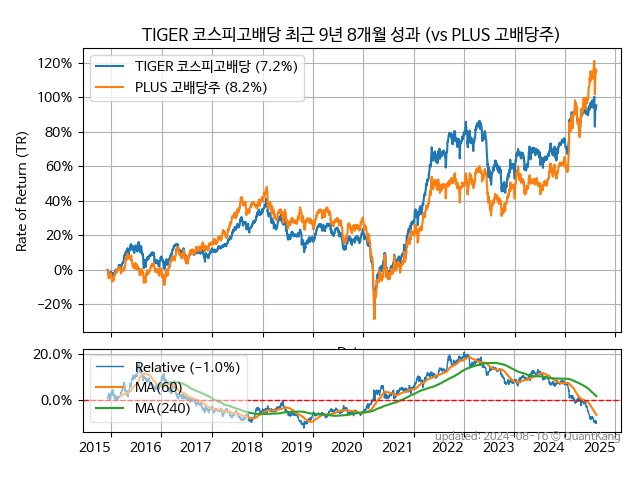 TIGER 코스피고배당 최근 9년 8개월 성과 (vs PLUS 고배당주)
Rate of Return (TR)
120%
100%
80%
60%
40%
20%
0%
−20%
TIGER 코스피고배당 (7.2%)
PLUS 고배당주 (8.2%)
20.0%
0.0%
Relative (−1.0%)
MA(60)
MA(240)
updated: 2024-08-16 © QuantKang
2015 2016 2017 2018 2019 2020 2021 2022 2023 2024 2025